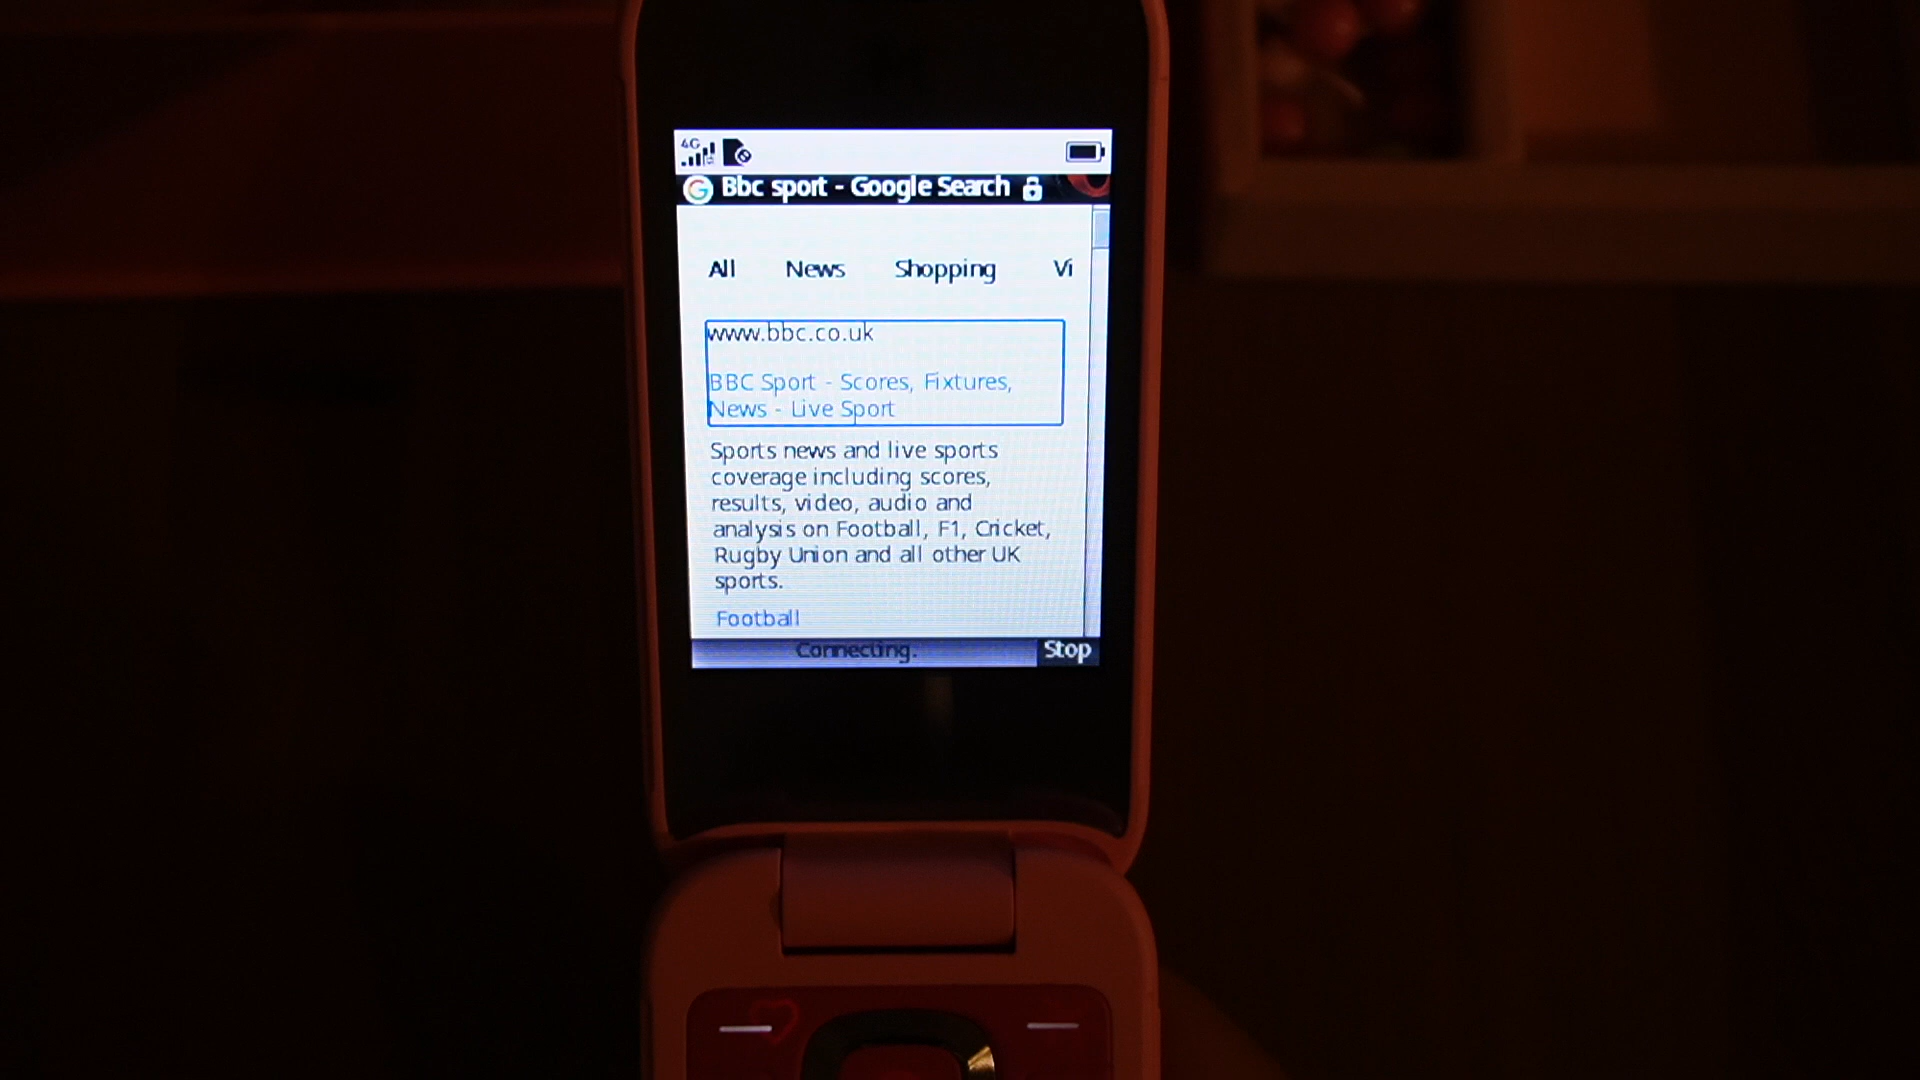 4G
Bbc sport - Google Search
All News Shopping Vi
www.bbc.co.uk
BBC Sport - Scores, Fixtures,
News - Live Sport
Sports news and live sports
coverage including scores,
results, video, audio and
analysis on Football, F1, Cricket,
Rugby Union and all other UK
sports.
Football
Connecting. Stop